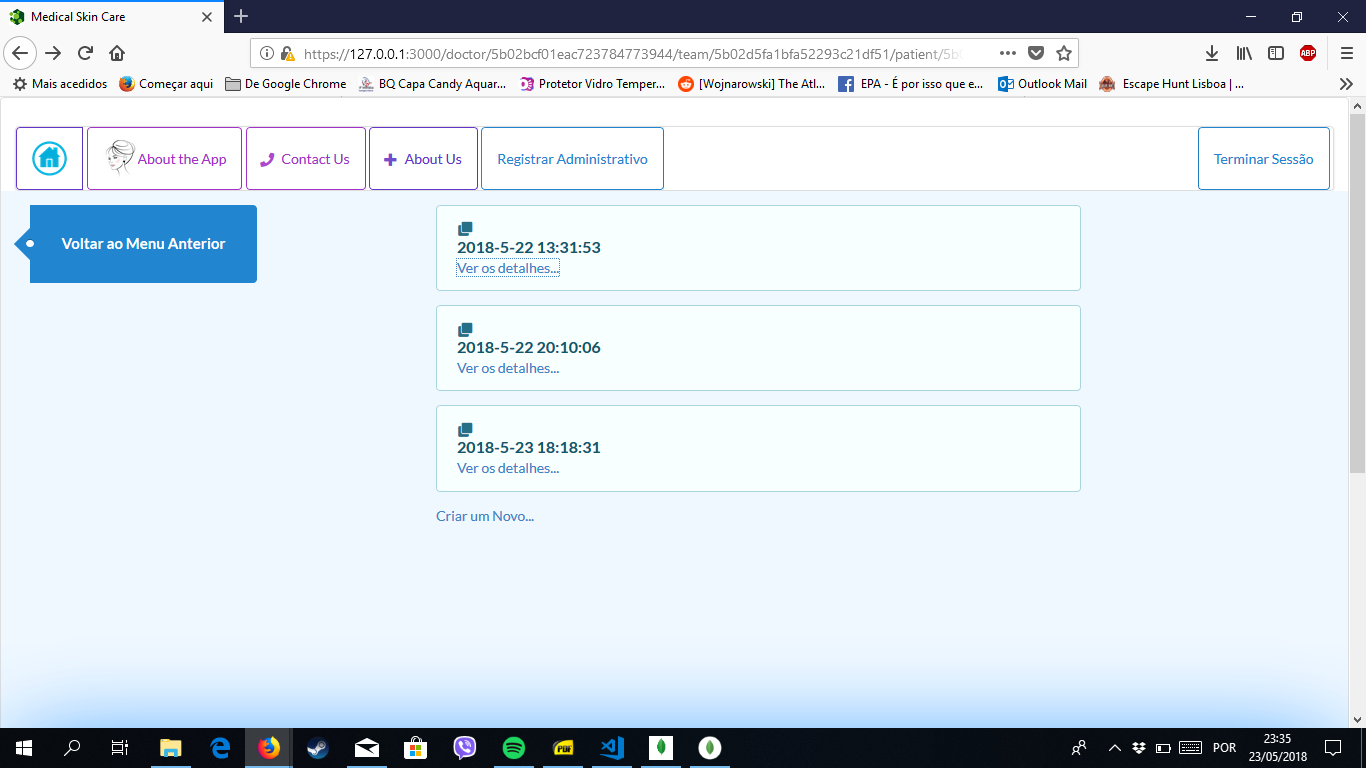 Medical Skin Care
https://127.0.0.1:3000/doctor/5b02bcf01eac723784773944/team/5b02d5fa1bfa52293c21df51/patient/5b
ABP
Mais acedidos
Começar aqui
De Google Chrome
BQ Capa Candy Aquar...
Protetor Vidro Temper...
[Wojnarowski] The Atl...
EPA - É por isso que e...
Outlook Mail
Escape Hunt Lisboa | ...
About the App
Contact Us
About Us
Registrar Administrativo
Terminar Sessão
Voltar ao Menu Anterior
2018-5-22 13:31:53
Ver os detalhes...
2018-5-22 20:10:06
Ver os detalhes...
2018-5-23 18:18:31
Ver os detalhes...
Criar um Novo...
PDF
POR
23:35
23/05/2018